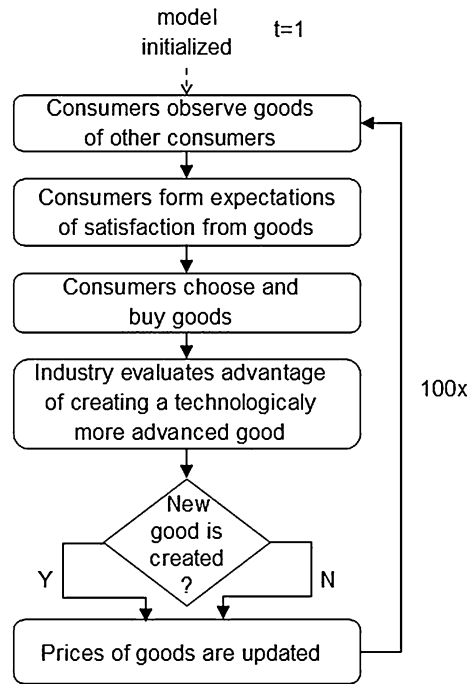 model
initialized
t=1
Consumers observe goods
of other consumers
Consumers form expectations
of satisfaction from goods
Consumers choose and
buy goods
Industry evaluates advantage
of creating a technologicaly
more advanced good
100x
New
good is
created
?
Y
N
Prices of goods are updated